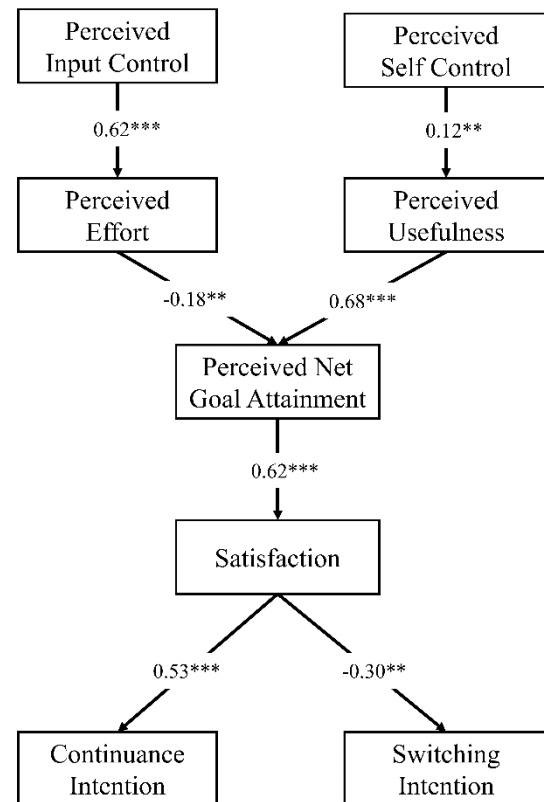 Perceived
Input Control
Perceived
Self Control
0.62***
0.12**
Perceived
Effort
Perceived
Usefulness
-0.18**
0.68***
Perceived Net
Goal Attainment
0.62***
Satisfaction
0.53***
-0.30**
Continuance
Intention
Switching
Intention